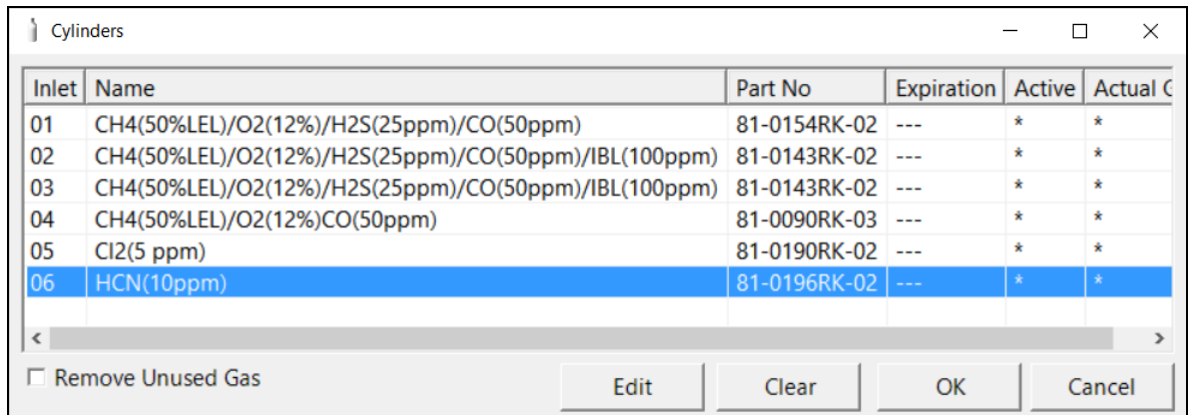 Cylinders
Inlet Name Part No Expiration Active Actual G
01 CH4(50%LEL)/O2(12%)/H2S(25ppm)/CO(50ppm) 81-0154RK-02 --- * *
02 CH4(50%LEL)/O2(12%)/H2S(25ppm)/CO(50ppm)/IBL(100ppm) 81-0143RK-02 --- * *
03 CH4(50%LEL)/O2(12%)/H2S(25ppm)/CO(50ppm)/IBL(100ppm) 81-0143RK-02 --- * *
04 CH4(50%LEL)/O2(12%)CO(50ppm) 81-0090RK-03 --- * *
05 Cl2(5 ppm) 81-0190RK-02 --- * *
06 HCN(10ppm) 81-0196RK-02 --- * *
Remove Unused Gas Edit Clear OK Cancel